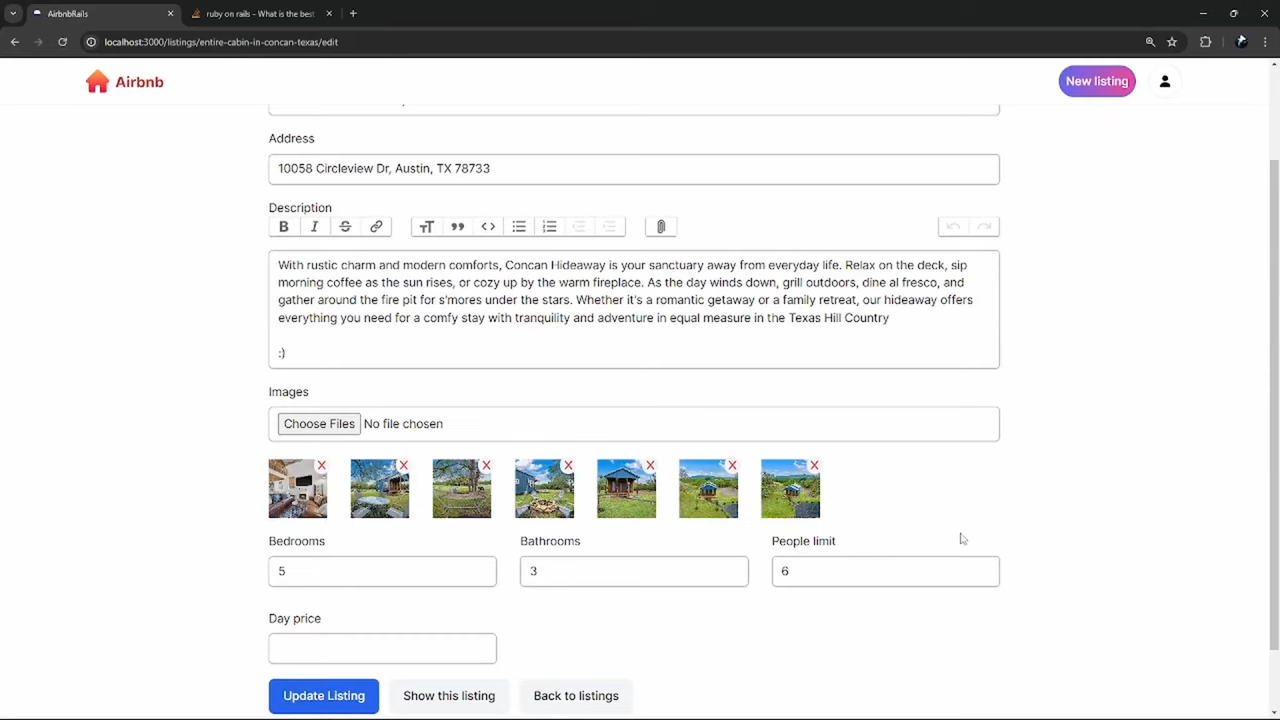 AirbnbRails
ruby on rails - What is the best
localhost:3000/listings/entire-cabin-in-concan-texas/edit
Airbnb
New listing
Address
10058 Circleview Dr, Austin, TX 78733
Description
With rustic charm and modern comforts, Concan Hideaway is your sanctuary away from everyday life. Relax on the deck, sip
morning coffee as the sun rises, or cozy up by the warm fireplace. As the day winds down, grill outdoors, dine al fresco, and
gather around the fire pit for s'mores under the stars. Whether it's a romantic getaway or a family retreat, our hideaway offers
everything you need for a comfy stay with tranquility and adventure in equal measure in the Texas Hill Country
:)
Images
Choose Files No file chosen
Bedrooms Bathrooms People limit
5 3 6
Day price
Update Listing Show this listing Back to listings